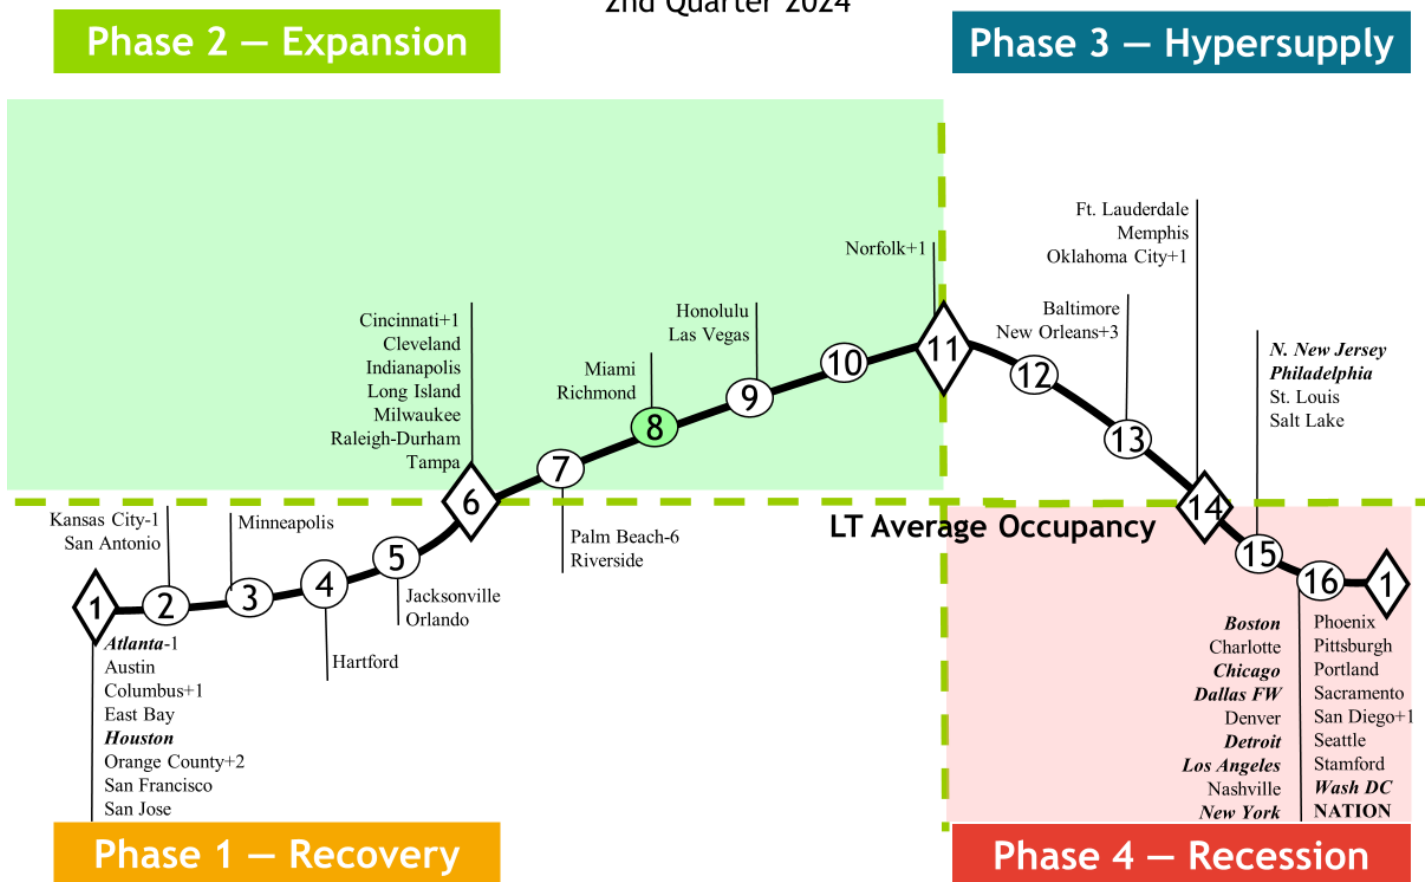 2nd Quarter 2024
Phase 2 — Expansion
Phase 3 — Hypersupply
Ft. Lauderdale
Memphis
Oklahoma City+1
Norfolk+1
Baltimore
New Orleans+3
Honolulu
Las Vegas
Cincinnati+1
Cleveland
Indianapolis
Long Island
Milwaukee
Raleigh-Durham
Tampa
Miami
Richmond
N. New Jersey
Philadelphia
St. Louis
Salt Lake
11
10
12
9
8
13
7
6
14
LT Average Occupancy
Kansas City-1
San Antonio
Minneapolis
Palm Beach-6
Riverside
5
15
4
16
1
3
2
1
Jacksonville
Orlando
Hartford
Atlanta-1
Austin
Columbus+1
East Bay
Houston
Orange County+2
San Francisco
San Jose
Boston
Charlotte
Chicago
Dallas FW
Denver
Detroit
Los Angeles
Nashville
New York
Phoenix
Pittsburgh
Portland
Sacramento
San Diego+1
Seattle
Stamford
Wash DC
NATION
Phase 1 — Recovery
Phase 4 — Recession